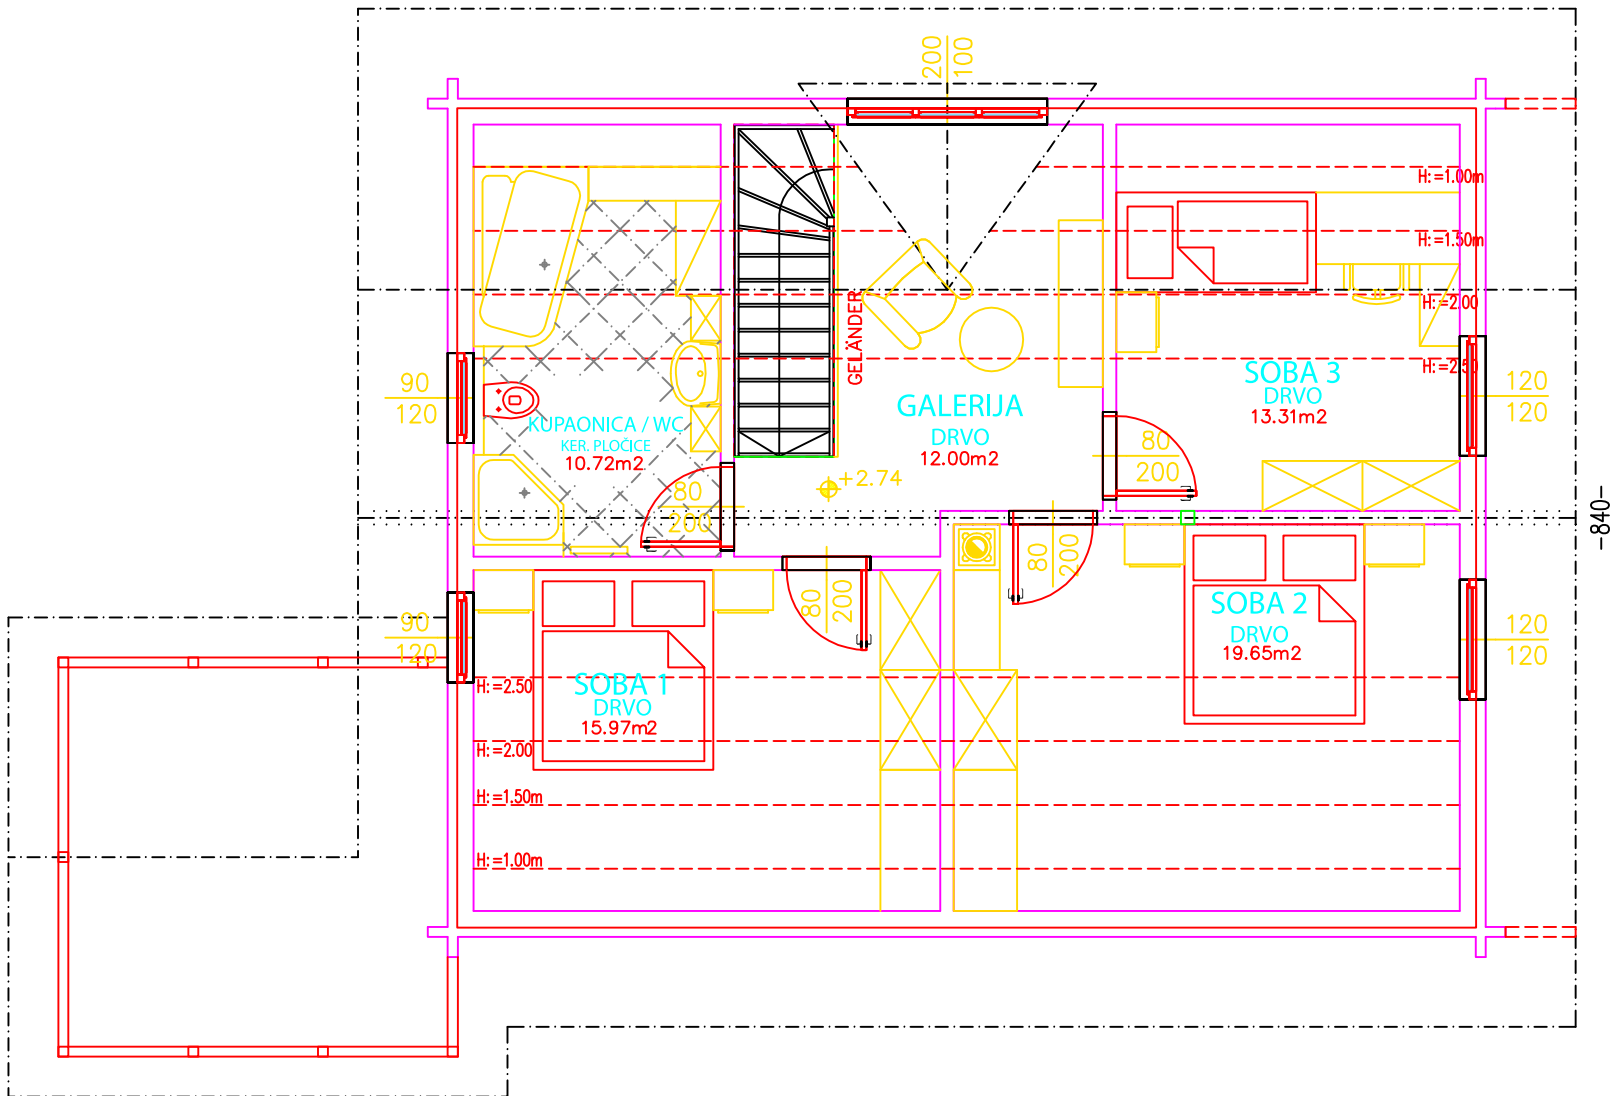 200
100
H:=1.00m
H:=1.50m
H:=2.00
H:=2.50
GELÄNDER
90
120
KUPAONICA / WC
KER. PLOČICE
10.72m2
GALERIJA
DRVO
12.00m2
SOBA 3
DRVO
13.31m2
120
120
80
200
+2.74
80
200
-840-
80
200
80
200
90
120
SOBA 1
DRVO
15.97m2
SOBA 2
DRVO
19.65m2
120
120
H:=2.50
H:=2.00
H:=1.50m
H:=1.00m